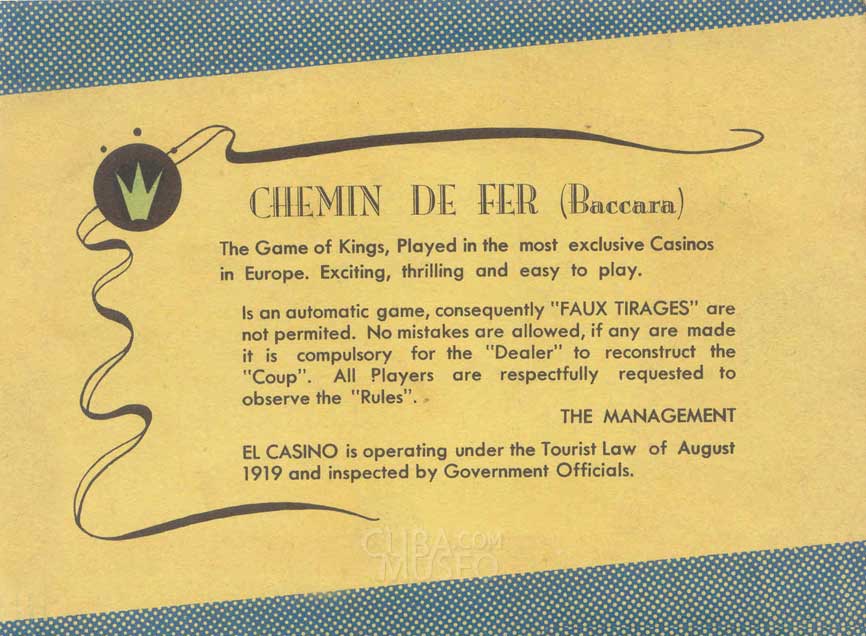 CHEMIN DE FER (Baccara)
The Game of Kings, Played in the most exclusive Casinos
in Europe. Exciting, thrilling and easy to play.
Is an automatic game, consequently "FAUX TIRAGES" are
not permited. No mistakes are allowed, if any are made
it is compulsory for the "Dealer" to reconstruct the
"Coup". All Players are respectfully requested to
observe the "Rules".
THE MANAGEMENT
EL CASINO is operating under the Tourist Law of August
1919 and inspected by Government Officials.
CUBA.COM
MUSEO